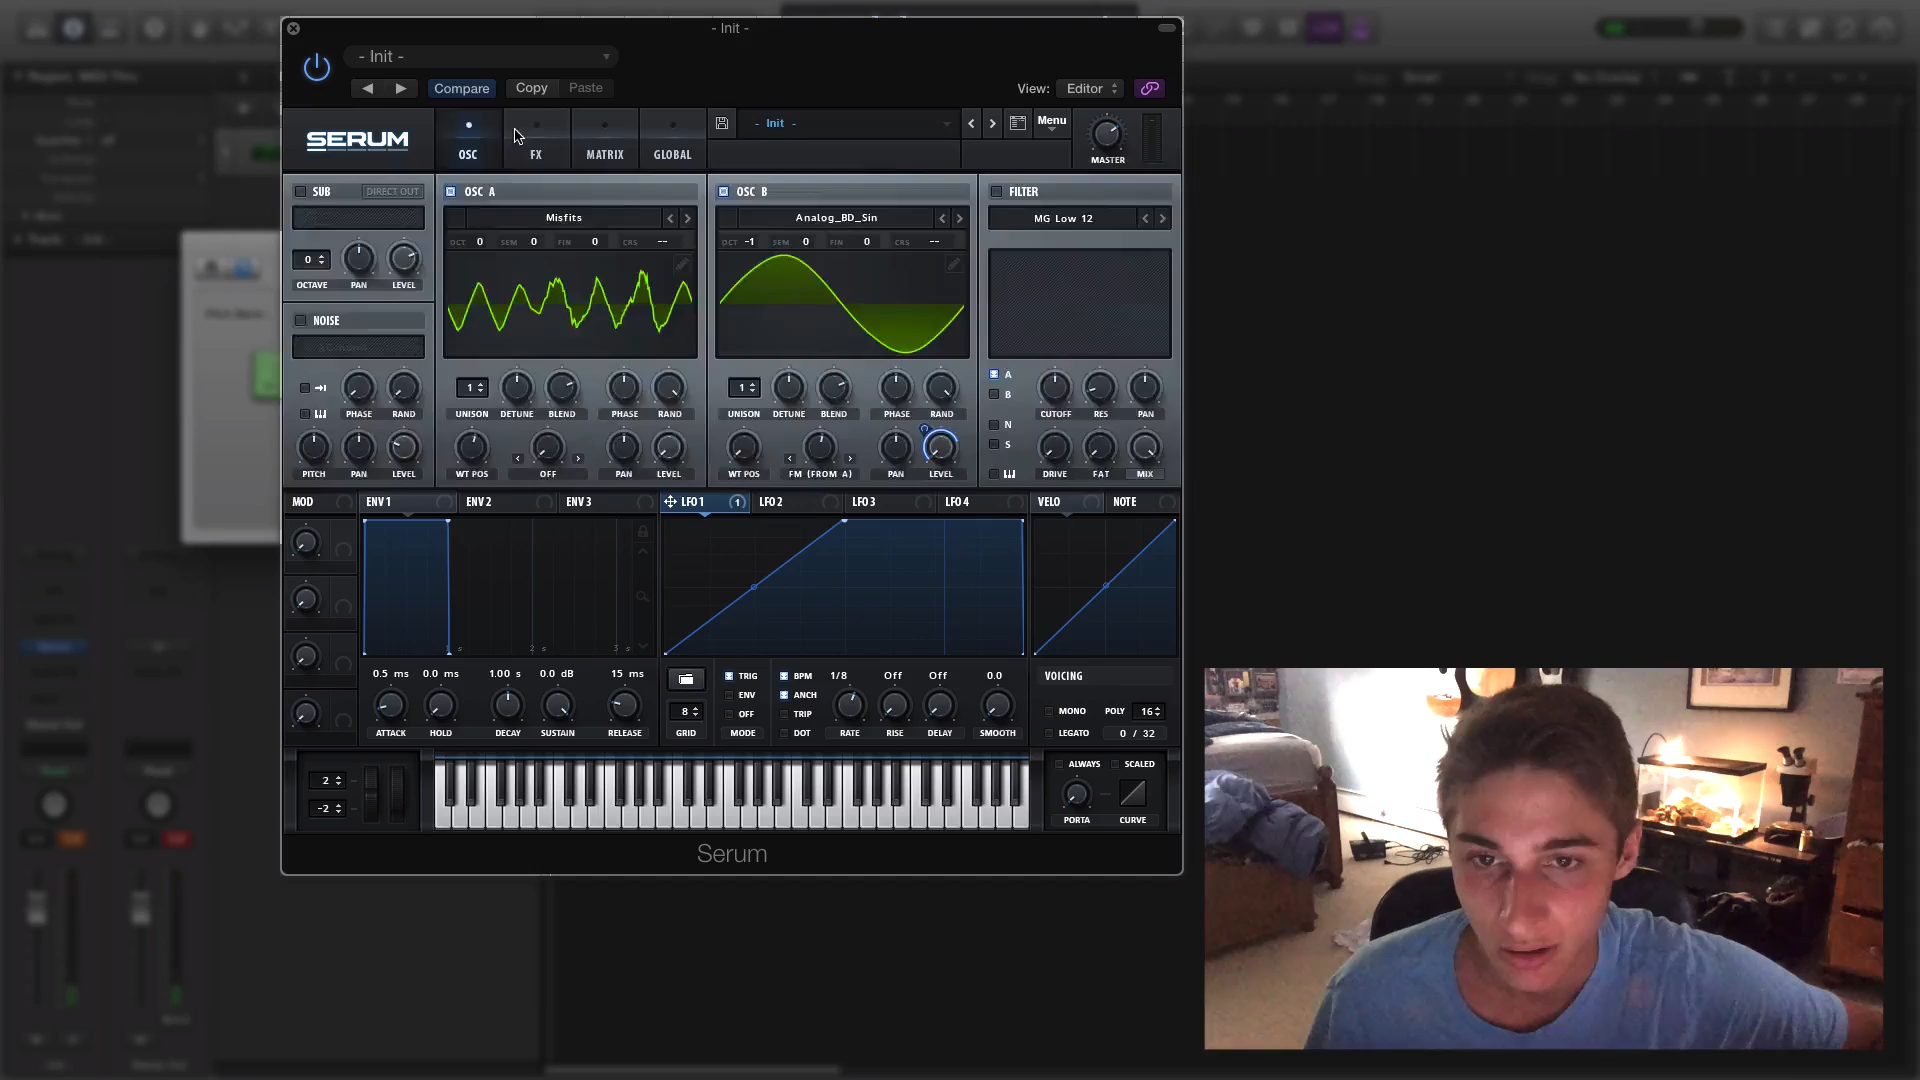 - Init -
- Init -
Compare
Copy
Paste
View:
Editor
SERUM
OSC
FX
MATRIX
GLOBAL
- Init -
Menu
MASTER
SUB
DIRECT OUT
OSC A
OSC B
FILTER
Misfits
Analog_BD_Sin
MG Low 12
OCT 0
SEM 0
FIN 0
CRS --
OCT -1
SEM 0
FIN 0
CRS --
0
OCTAVE
PAN
LEVEL
NOISE
A
B
N
S
1
1
PHASE
RAND
UNISON
DETUNE
BLEND
PHASE
RAND
UNISON
DETUNE
BLEND
PHASE
RAND
CUTOFF
RES
PAN
PITCH
PAN
LEVEL
WT POS
OFF
PAN
LEVEL
WT POS
FM (FROM A)
PAN
LEVEL
DRIVE
FAT
MIX
MOD
ENV 1
ENV 2
ENV 3
LFO 1
1
LFO 2
LFO 3
LFO 4
VELO
NOTE
0.5 ms
0.0 ms
1.00 s
0.0 dB
15 ms
ATTACK
HOLD
DECAY
SUSTAIN
RELEASE
8
GRID
TRIG
ENV
OFF
MODE
BPM
ANCH
TRIP
DOT
1/8
Off
Off
0.0
RATE
RISE
DELAY
SMOOTH
VOICING
MONO
POLY
16
LEGATO
0 / 32
2
-2
ALWAYS
SCALED
PORTA
CURVE
Serum